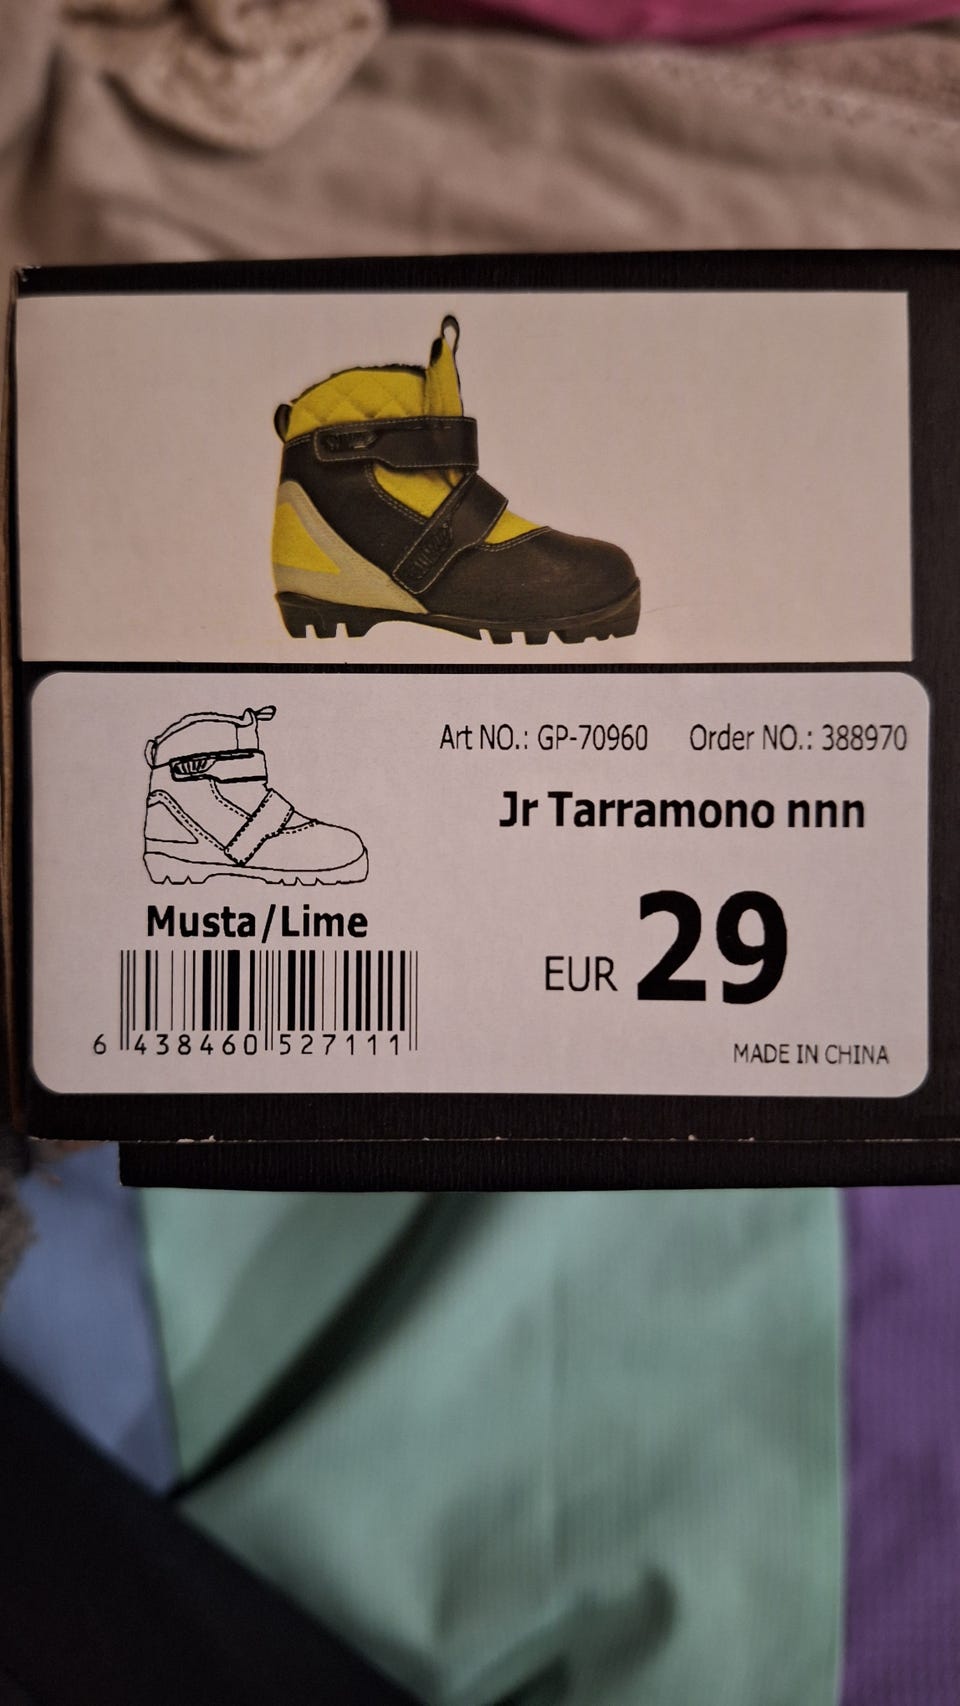 Art NO.: GP-70960 Order NO.: 388970
Jr Tarramono nnn
Musta/Lime
EUR 29
6 438460 527111
MADE IN CHINA